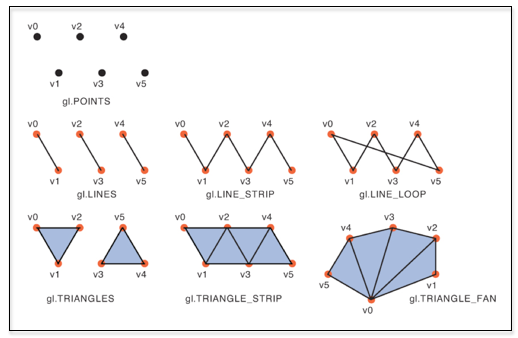 v0 v2 v4
v1 v3 v5
gl.POINTS
v0 v2 v4 v0 v2 v4 v0 v2 v4
v1 v3 v5 v1 v3 v5 v1 v3 v5
gl.LINES gl.LINE_STRIP gl.LINE_LOOP
v0 v2 v5 v0 v2 v4 v4 v3 v2
v1 v3 v4 v1 v3 v5 v5 v1
gl.TRIANGLES gl.TRIANGLE_STRIP gl.TRIANGLE_FAN
v0